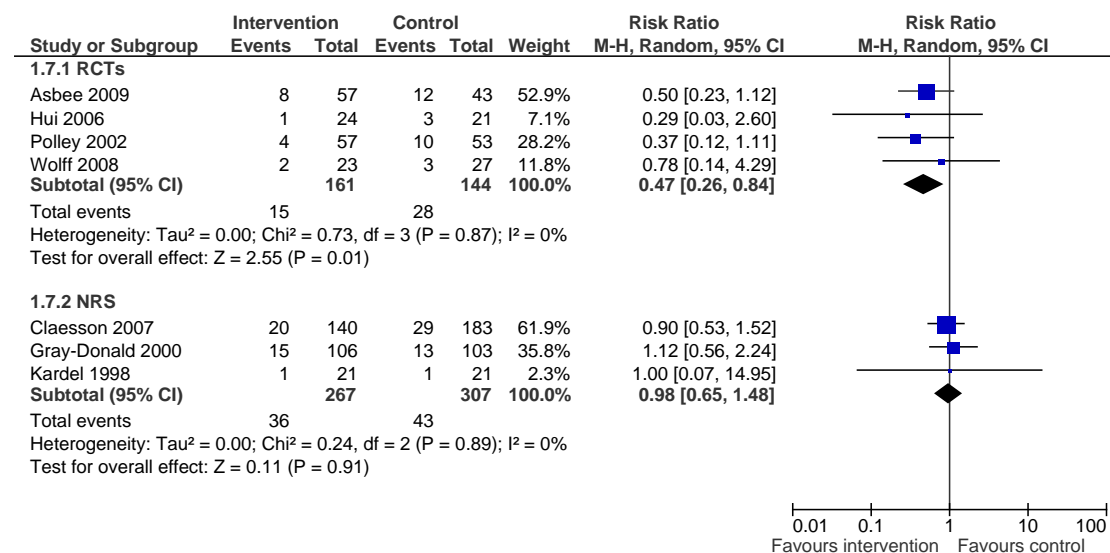 Intervention Control Risk Ratio Risk Ratio
Study or Subgroup Events Total Events Total Weight M-H, Random, 95% CI M-H, Random, 95% CI
1.7.1 RCTs
Asbee 2009 8 57 12 43 52.9% 0.50 [0.23, 1.12]
Hui 2006 1 24 3 21 7.1% 0.29 [0.03, 2.60]
Polley 2002 4 57 10 53 28.2% 0.37 [0.12, 1.11]
Wolff 2008 2 23 3 27 11.8% 0.78 [0.14, 4.29]
Subtotal (95% CI) 161 144 100.0% 0.47 [0.26, 0.84]
Total events 15 28
Heterogeneity: Tau² = 0.00; Chi² = 0.73, df = 3 (P = 0.87); I² = 0%
Test for overall effect: Z = 2.55 (P = 0.01)
1.7.2 NRS
Claesson 2007 20 140 29 183 61.9% 0.90 [0.53, 1.52]
Gray-Donald 2000 15 106 13 103 35.8% 1.12 [0.56, 2.24]
Kardel 1998 1 21 1 21 2.3% 1.00 [0.07, 14.95]
Subtotal (95% CI) 267 307 100.0% 0.98 [0.65, 1.48]
Total events 36 43
Heterogeneity: Tau² = 0.00; Chi² = 0.24, df = 2 (P = 0.89); I² = 0%
Test for overall effect: Z = 0.11 (P = 0.91)
0.01 0.1 1 10 100
Favours intervention Favours control